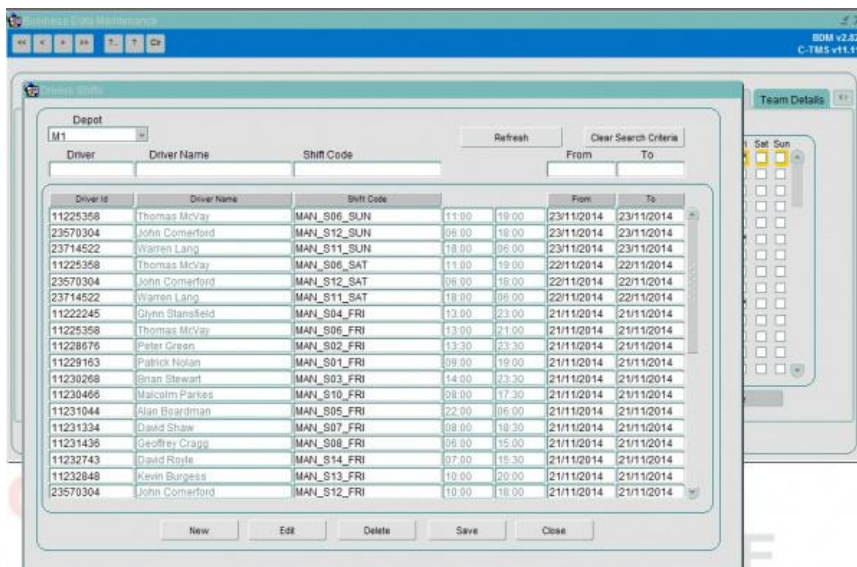 Business Data Maintenance
<< < > >> ?.. ? Clr
BDM v2.82
C-TMS v11.11
Drivers Shifts
Team Details
Depot
M1
Refresh Clear Search Criteria
Driver Driver Name Shift Code From To
Sat Sun
Driver Id Driver Name Shift Code From To
11225358 Thomas McVay MAN_S06_SUN 11:00 19:00 23/11/2014 23/11/2014
23570304 John Comerford MAN_S12_SUN 06:00 18:00 23/11/2014 23/11/2014
23714522 Warren Lang MAN_S11_SUN 18:00 06:00 23/11/2014 23/11/2014
11225358 Thomas McVay MAN_S06_SAT 11:00 19:00 22/11/2014 22/11/2014
23570304 John Comerford MAN_S12_SAT 06:00 18:00 22/11/2014 22/11/2014
23714522 Warren Lang MAN_S11_SAT 18:00 06:00 22/11/2014 22/11/2014
11222245 Glynn Stansfield MAN_S04_FRI 13:00 23:00 21/11/2014 21/11/2014
11225358 Thomas McVay MAN_S06_FRI 13:00 21:00 21/11/2014 21/11/2014
11228676 Peter Green MAN_S02_FRI 13:30 23:30 21/11/2014 21/11/2014
11229163 Patrick Nolan MAN_S01_FRI 09:00 19:00 21/11/2014 21/11/2014
11230268 Brian Stewart MAN_S03_FRI 14:00 23:30 21/11/2014 21/11/2014
11230466 Malcolm Parkes MAN_S10_FRI 08:00 17:30 21/11/2014 21/11/2014
11231044 Alan Boardman MAN_S05_FRI 22:00 06:00 21/11/2014 21/11/2014
11231334 David Shaw MAN_S07_FRI 08:00 18:30 21/11/2014 21/11/2014
11231436 Geoffrey Cragg MAN_S08_FRI 06:00 15:00 21/11/2014 21/11/2014
11232743 David Royle MAN_S14_FRI 07:00 15:30 21/11/2014 21/11/2014
11232848 Kevin Burgess MAN_S13_FRI 10:00 20:00 21/11/2014 21/11/2014
23570304 John Comerford MAN_S12_FRI 10:00 18:00 21/11/2014 21/11/2014
New Edit Delete Save Close